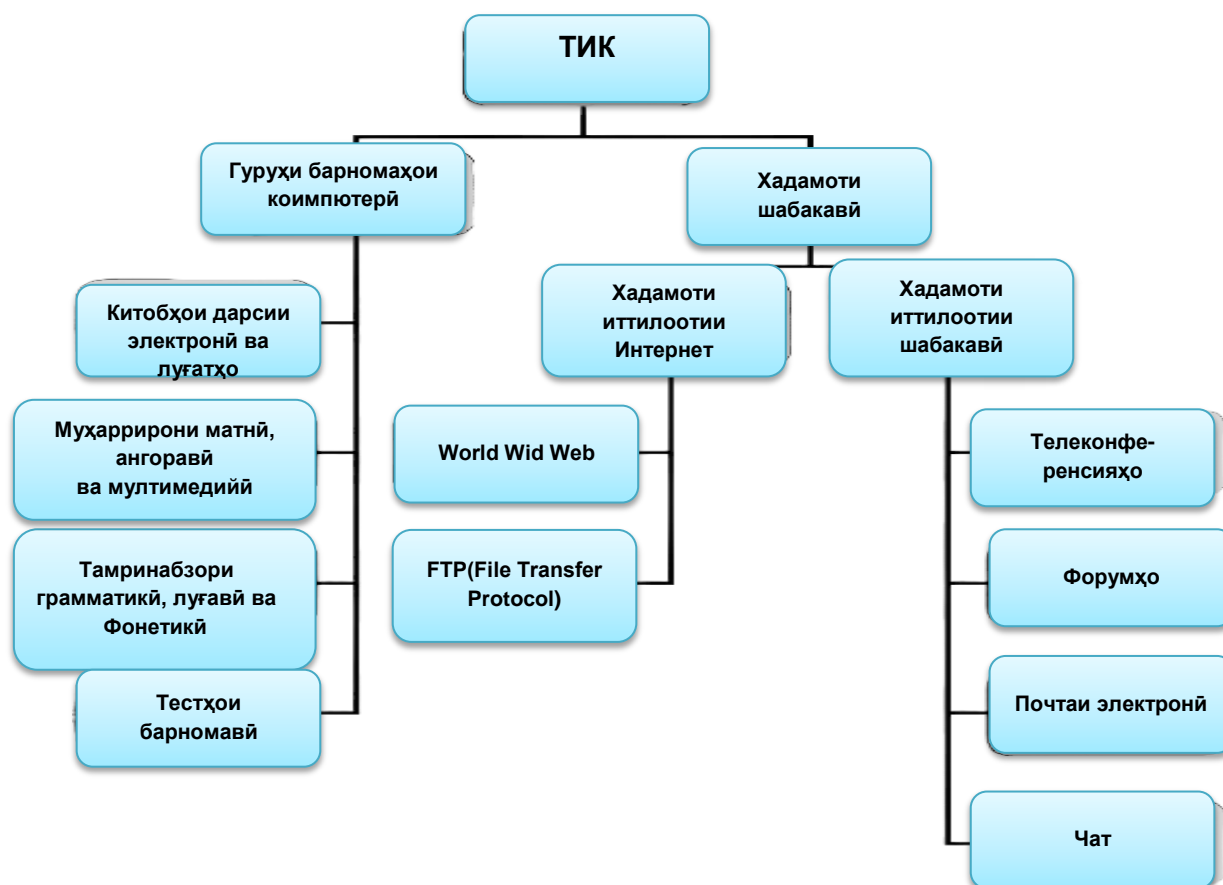 ТИК
Гуруҳи барномаҳои
коимпютерӣ
Хадамоти
шабакавӣ
Китобҳои дарсии
электронӣ ва
луғатҳо
Муҳаррирони матнӣ,
ангоравӣ
ва мултимедийӣ
Тамринабзори
грамматикӣ, луғавӣ ва
Фонетикӣ
Тестҳои
барномавӣ
Хадамоти
иттилоотии
Интернет
World Wid Web
FTP(File Transfer
Protocol)
Хадамоти
иттилоотии
шабакавӣ
Телеконфе-
ренсияҳо
Форумҳо
Почтаи электронӣ
Чат